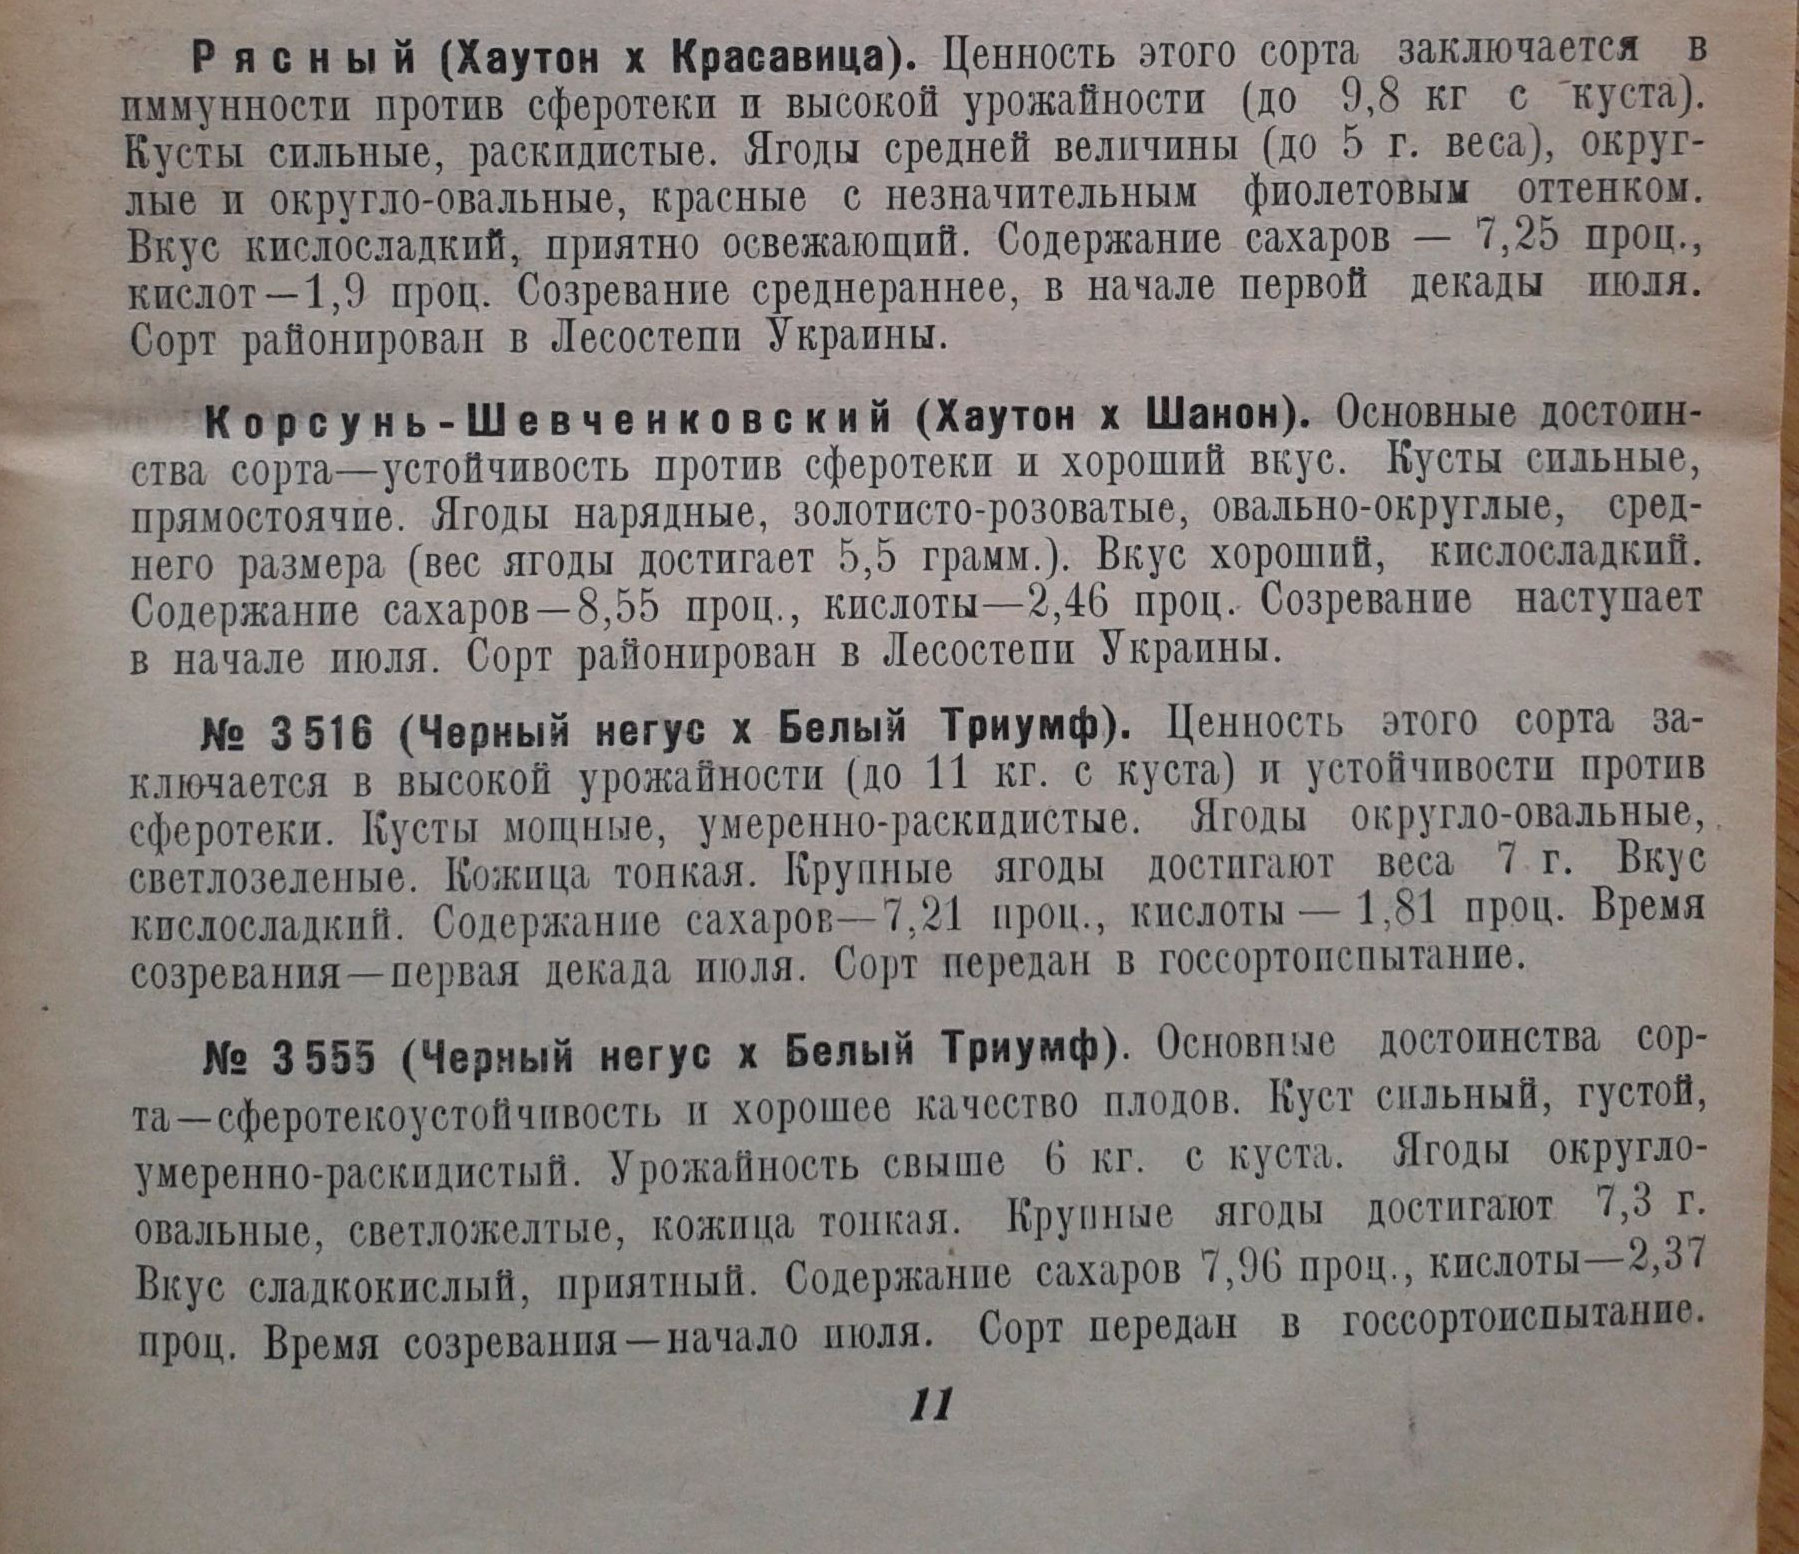 Рясный (Хаутон х Красавица). Ценность этого сорта заключается в
иммунности против сферотеки и высокой урожайности (до 9,8 кг с куста).
Кусты сильные, раскидистые. Ягоды средней величины (до 5 г. веса), округ-
лые и округло-овальные, красные с незначительным фиолетовым оттенком.
Вкус кислосладкий, приятно освежающий. Содержание сахаров — 7,25 проц.,
кислот—1,9 проц. Созревание среднераннее, в начале первой декады июля.
Сорт районирован в Лесостепи Украины.
Корсунь-Шевченковский (Хаутон х Шанон). Основные достоин-
ства сорта—устойчивость против сферотеки и хороший вкус. Кусты сильные,
прямостоячие. Ягоды нарядные, золотисто-розоватые, овально-округлые, сред-
него размера (вес ягоды достигает 5,5 грамм.). Вкус хороший, кислосладкий.
Содержание сахаров—8,55 проц., кислоты—2,46 проц. Созревание наступает
в начале июля. Сорт районирован в Лесостепи Украины.
№ 3516 (Черный негус х Белый Триумф). Ценность этого сорта за-
ключается в высокой урожайности (до 11 кг. с куста) и устойчивости против
сферотеки. Кусты мощные, умеренно-раскидистые. Ягоды округло-овальные,
светлозеленые. Кожица тонкая. Крупные ягоды достигают веса 7 г. Вкус
кислосладкий. Содержание сахаров—7,21 проц., кислоты — 1,81 проц. Время
созревания—первая декада июля. Сорт передан в госсортоиспытание.
№ 3555 (Черный негус х Белый Триумф). Основные достоинства сор-
та—сферотекоустойчивость и хорошее качество плодов. Куст сильный, густой,
умеренно-раскидистый. Урожайность свыше 6 кг. с куста. Ягоды округло-
овальные, светложелтые, кожица тонкая. Крупные ягоды достигают 7,3 г.
Вкус сладкокислый, приятный. Содержание сахаров 7,96 проц., кислоты—2,37
проц. Время созревания—начало июля. Сорт передан в госсортоиспытание.
11